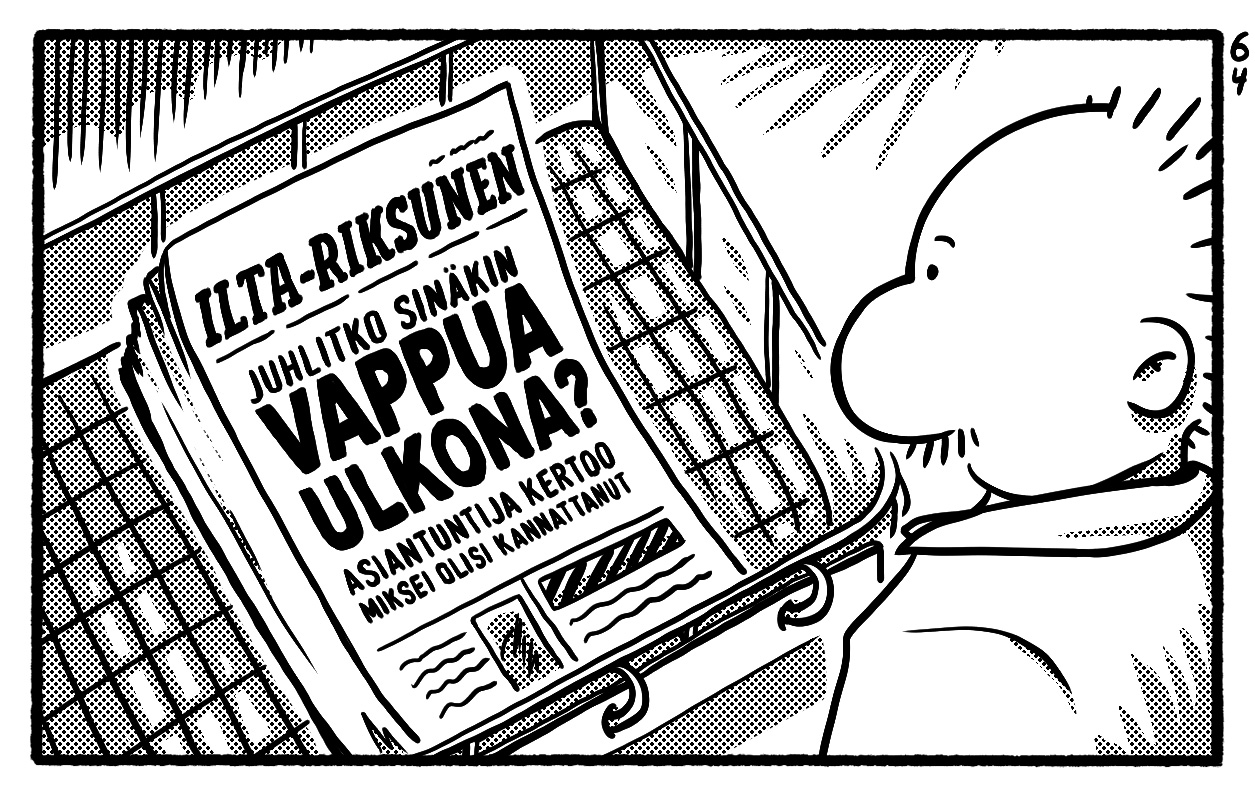 ILTA-RIKSUNEN
JUHLITKO SINÄKIN
VAPPUA
ULKONA?
ASIANTUNTIJA KERTOO
MIKSEI OLISI KANNATTANUT
64